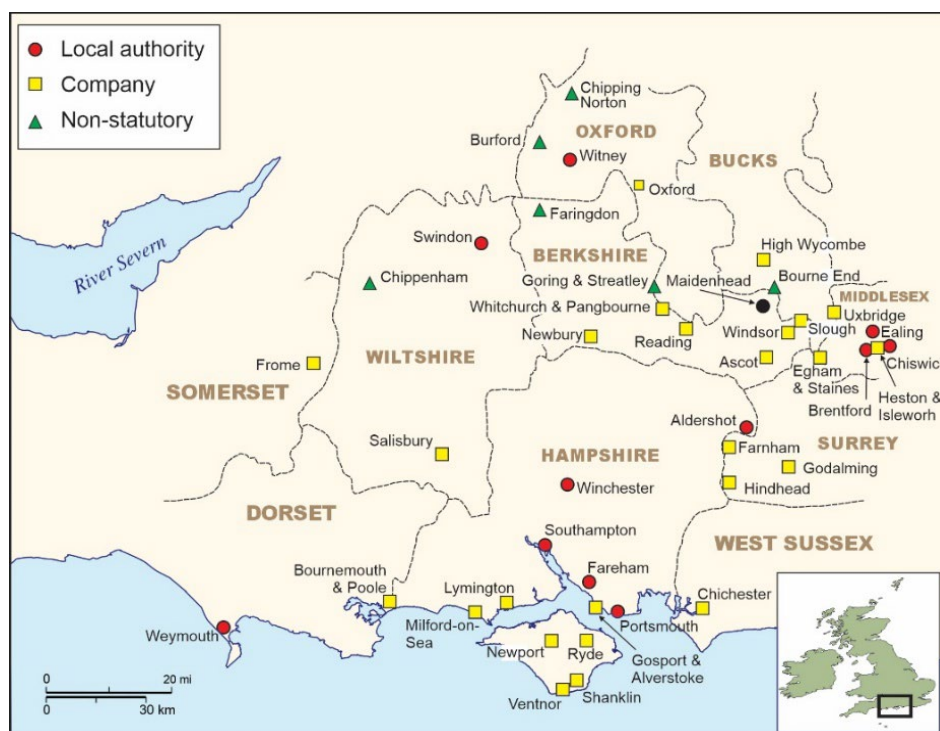 Local authority
Company
Non-statutory
Chipping
Norton
OXFORD
Burford
Witney
BUCKS
Oxford
Faringdon
Swindon
BERKSHIRE
High Wycombe
Chippenham
Goring & Streatley
Maidenhead
Bourne End
MIDDLESEX
River Severn
Whitchurch & Pangbourne
Uxbridge
Newbury
Reading
Windsor
Slough
Ealing
WILTSHIRE
Frome
Ascot
Egham
& Staines
Chiswic
SOMERSET
Brentford
Heston &
Isleworh
Aldershot
SURREY
Salisbury
HAMPSHIRE
Farnham
Godalming
Winchester
Hindhead
DORSET
Southampton
WEST SUSSEX
Bournemouth
& Poole
Lymington
Fareham
Chichester
Weymouth
Milford-on-
Sea
Portsmouth
Newport
Ryde
Gosport &
Alverstoke
Ventnor
Shanklin
0 20 mi
0 30 km